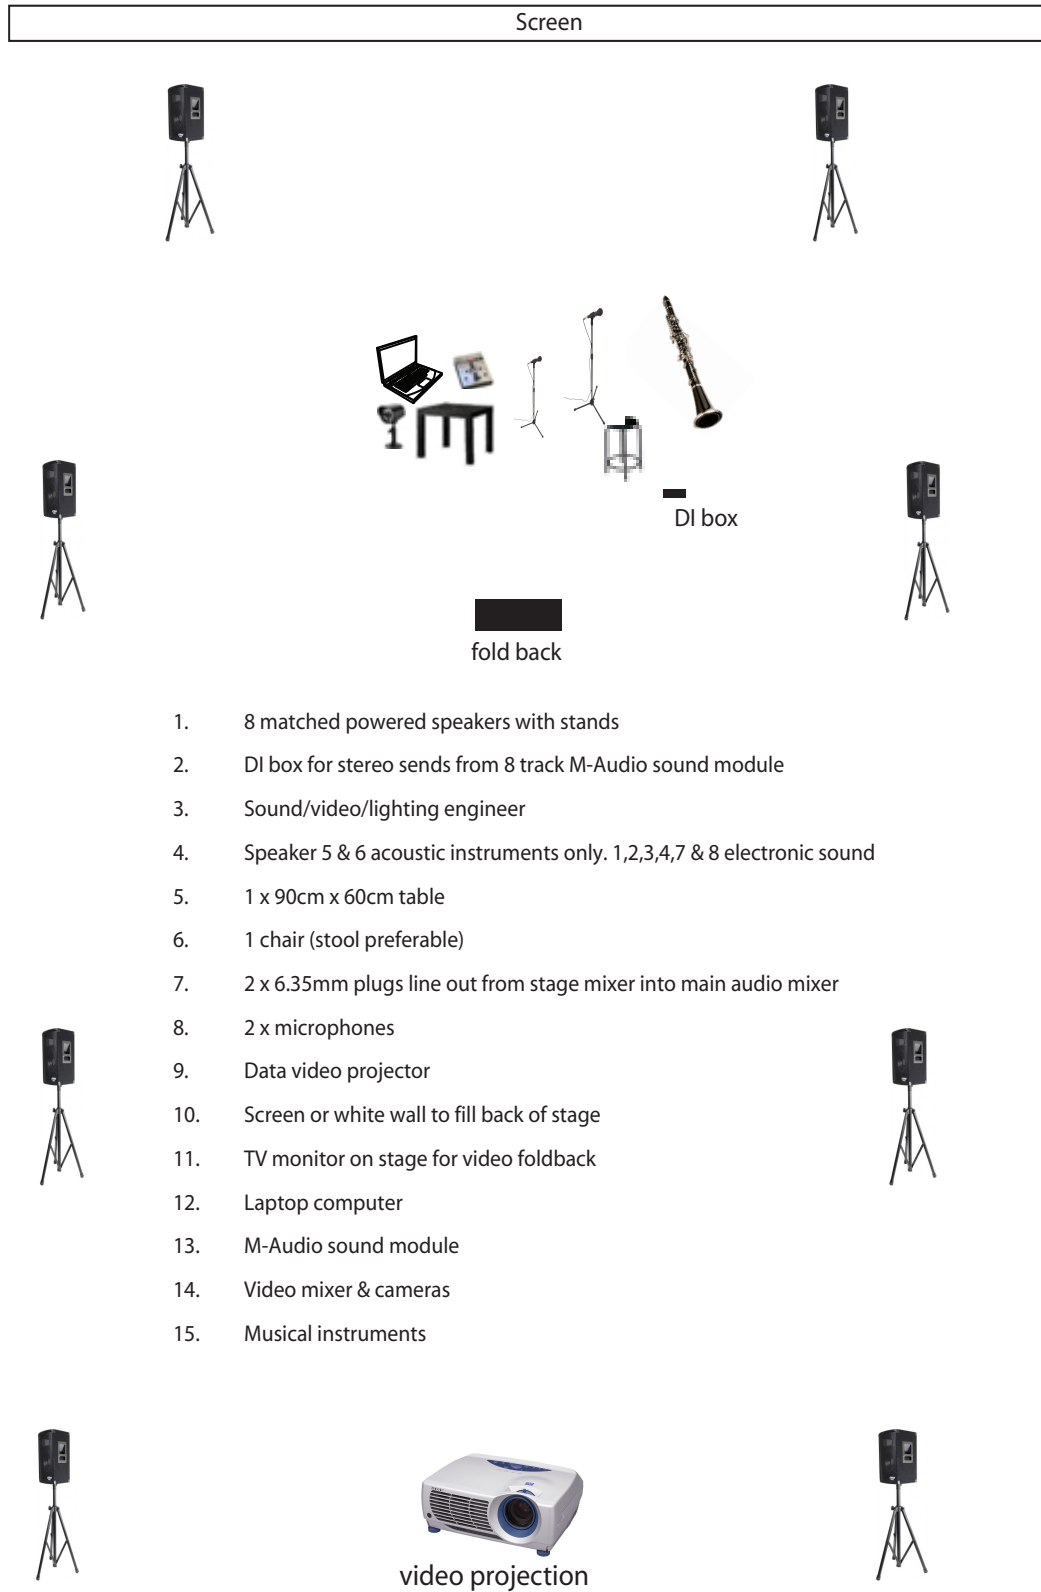 Screen
DI box
fold back
1. 8 matched powered speakers with stands
2. DI box for stereo sends from 8 track M-Audio sound module
3. Sound/video/lighting engineer
4. Speaker 5 & 6 acoustic instruments only. 1,2,3,4,7 & 8 electronic sound
5. 1 x 90cm x 60cm table
6. 1 chair (stool preferable)
7. 2 x 6.35mm plugs line out from stage mixer into main audio mixer
8. 2 x microphones
9. Data video projector
10. Screen or white wall to fill back of stage
11. TV monitor on stage for video foldback
12. Laptop computer
13. M-Audio sound module
14. Video mixer & cameras
15. Musical instruments
video projection